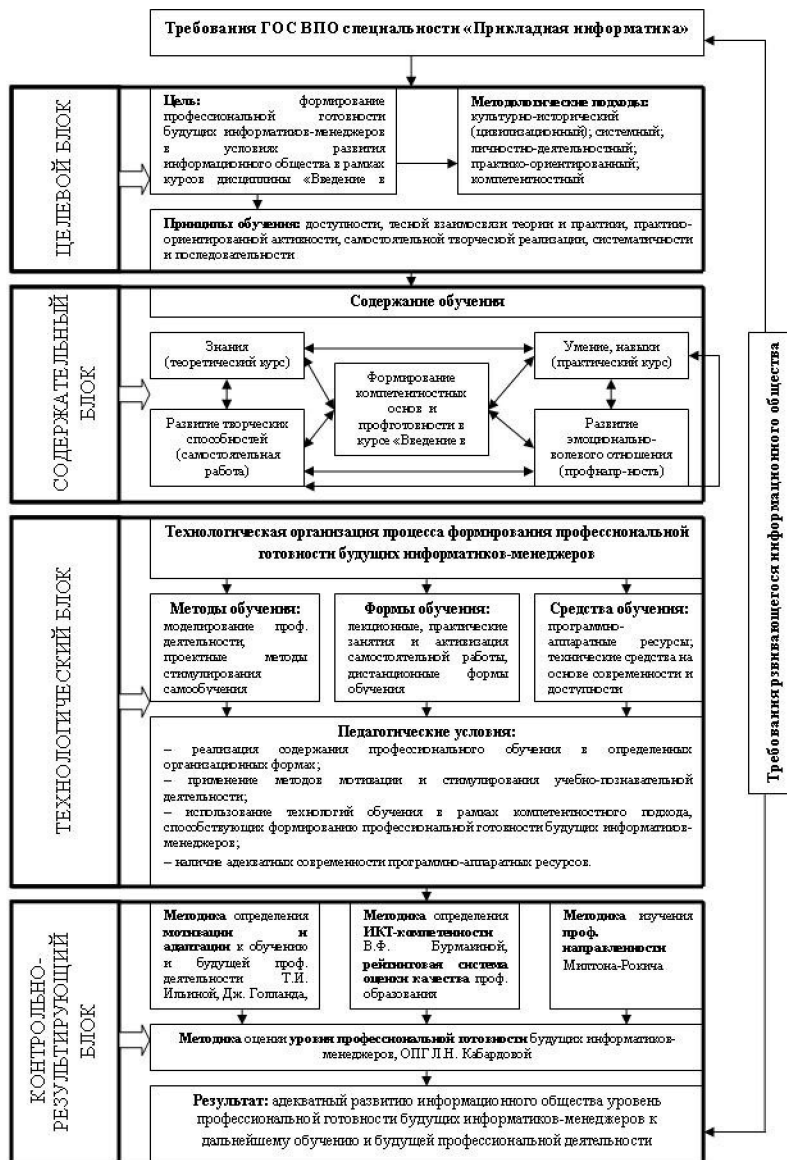 Требования ГОС ВПО специальности «Прикладная информатика»
ЦЕЛЕВОЙ БЛОК
Цель: формирование
профессиональной готовности
будущих информатиков-менеджеров
в условиях развития
информационного общества в рамках
курсов дисциплины «Введение в
Методологические подходы:
культурно-исторический
(цивилизационный); системный;
личностно-деятельностный;
практико-ориентированный;
компетентностный
Принципы обучения: доступности, тесной взаимосвязи теории и практики, практико-
ориентированной активности, самостоятельной творческой реализации, систематичности
и последовательности
СОДЕРЖАТЕЛЬНЫЙ
БЛОК
Содержание обучения
Знания
(теоретический курс)
Умение, навыки
(практический курс)
Формирование
компетентностных
основ и
профготовности в
курсе «Введение в
Развитие творческих
способностей
(самостоятельная
работа)
Развитие
эмоционально-
волевого отношения
(профнапр-ность)
ТЕХНОЛОГИЧЕСКИЙ БЛОК
Технологическая организация процесса формирования профессиональной
готовности будущих информатиков-менеджеров
Методы обучения:
моделирование проф.
деятельности,
проектные методы
стимулирования
самообучения
Формы обучения:
лекционные, практические
занятия и активизация
самостоятельной работы,
дистанционные формы
обучения
Средства обучения:
программно-
аппаратные ресурсы;
технические средства на
основе современности и
доступности
Педагогические условия:
– реализация содержания профессионального обучения в определенных
организационных формах;
– применение методов мотивации и стимулирования учебно-познавательной
деятельности;
– использование технологий обучения в рамках компетентностного подхода,
способствующих формированию профессиональной готовности будущих информатиков-
менеджеров;
– наличие адекватных современности программно-аппаратных ресурсов.
КОНТРОЛЬНО-
РЕЗУЛЬТИРУЮЩИЙ
БЛОК
Методика определения
мотивации и
адаптации к обучению
и будущей проф.
деятельности Т.И.
Ильиной, Дж. Голланда,
Методика определения
ИКТ-компетенности
В.Ф. Бурмакиной,
рейтинговая система
оценки качества проф.
образования
Методика изучения
проф.
направленности
Милтона-Рокича
Методика оценки уровня профессиональной готовности будущих информатиков-
менеджеров, ОПГ Л.Н. Кабардовой
Результат: адекватный развитию информационного общества уровень
профессиональной готовности будущих информатиков-менеджеров к
дальнейшему обучению и будущей профессиональной деятельности
Требования рзвивающегося информационного общества